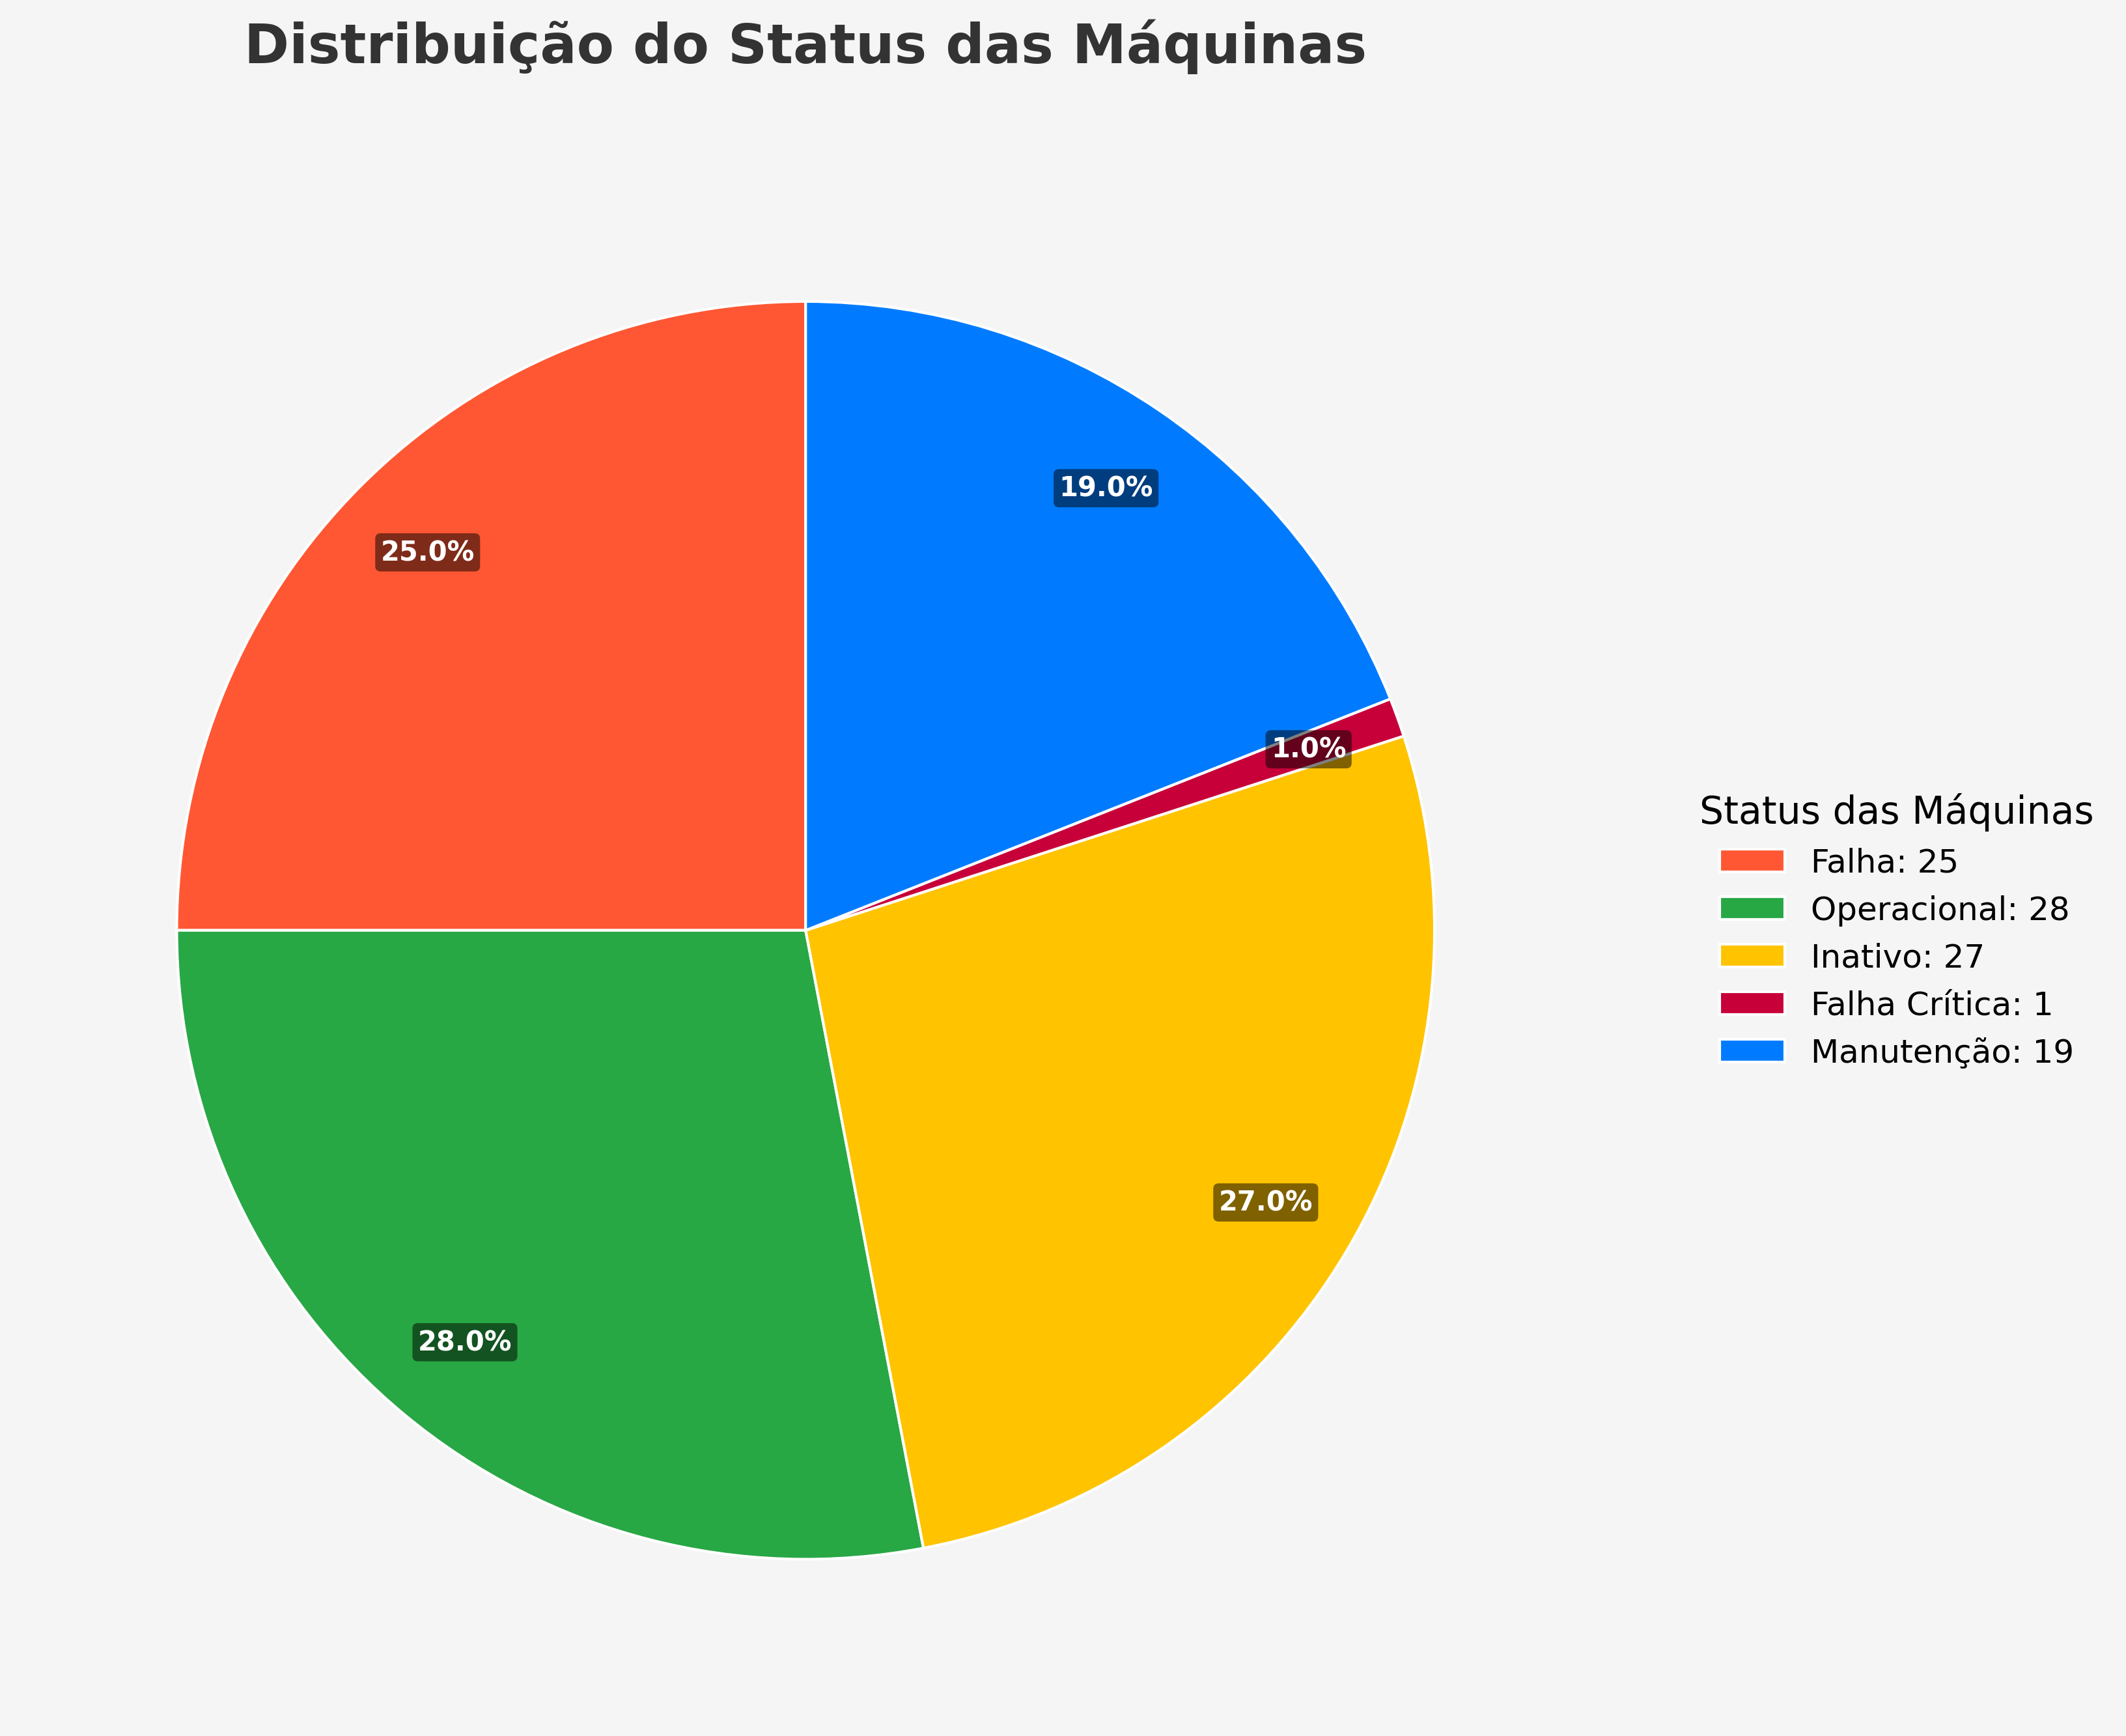 Distribuição do Status das Máquinas
19.0%
25.0%
1.0%
27.0%
28.0%
Status das Máquinas
Falha: 25
Operacional: 28
Inativo: 27
Falha Crítica: 1
Manutenção: 19